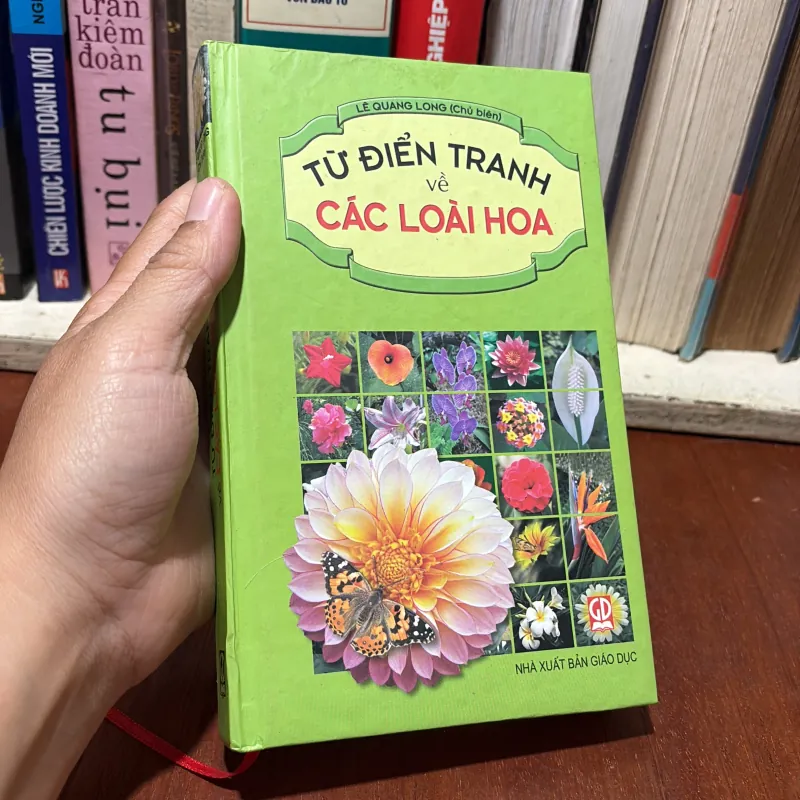 LÊ QUANG LONG (Chủ biên)
TỪ ĐIỂN TRANH
về
CÁC LOÀI HOA
GD
NHÀ XUẤT BẢN GIÁO DỤC
CHIẾN LƯỢC KINH DOANH MỚI
trần
kiêm
đoàn
tu bụi